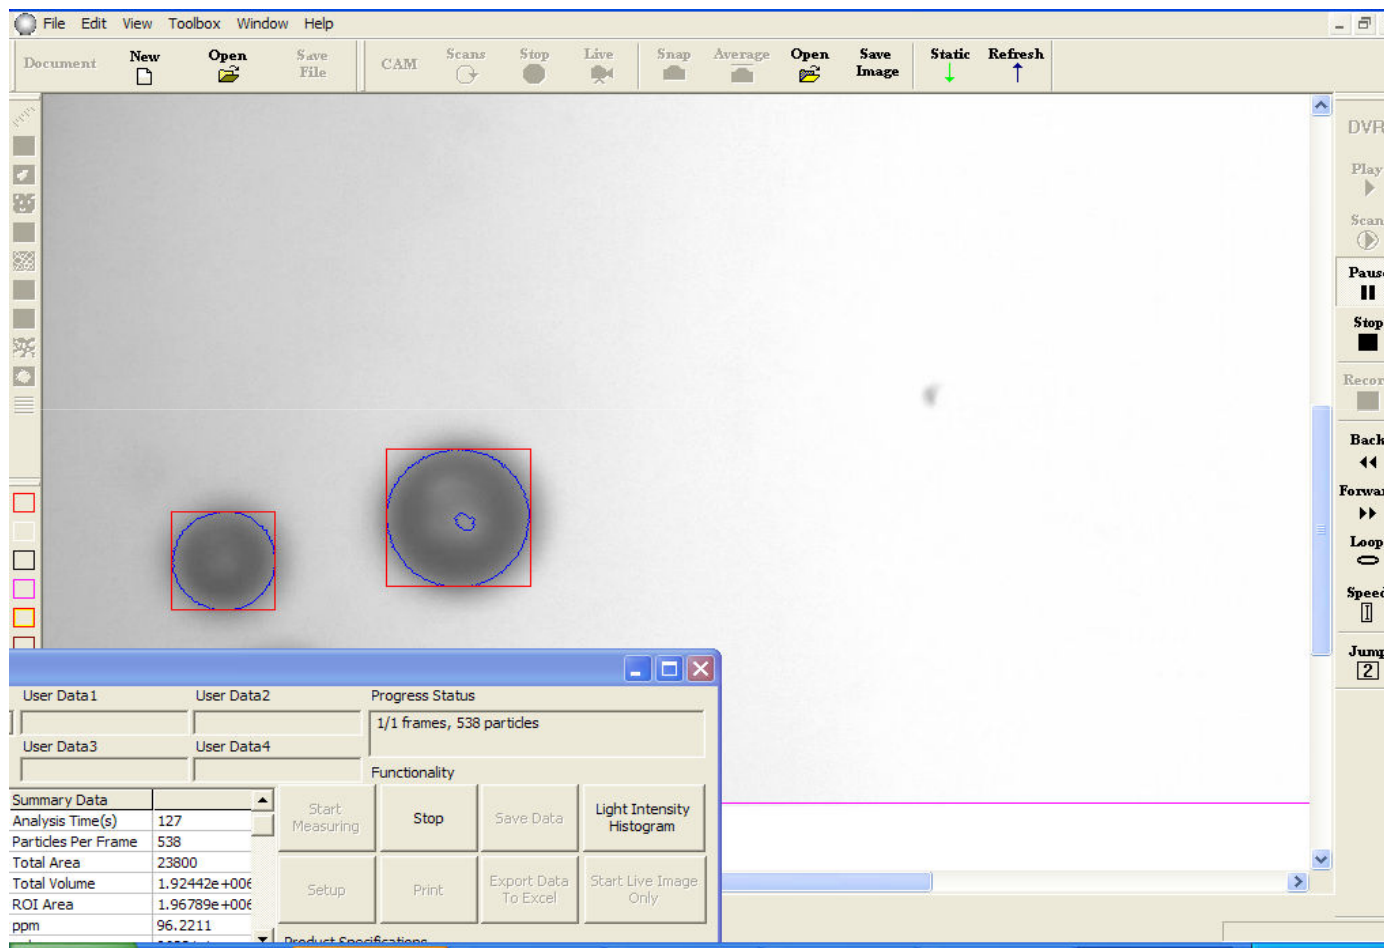 File Edit View Toolbox Window Help
Document New Open Save File CAM Scans Stop Live Snap Average Open Save Image Static Refresh
DVR
Play
Scan
Pause
Stop
Recor
Back
Forwar
Loop
Speed
Jump
2
User Data1 User Data2 Progress Status
1/1 frames, 538 particles
User Data3 User Data4
Functionality
Summary Data
Analysis Time(s) 127
Particles Per Frame 538
Total Area 23800
Total Volume 1.92442e+006
ROI Area 1.96789e+006
ppm 96.2211
Start Measuring Stop Save Data Light Intensity Histogram
Setup Print Export Data To Excel Start Live Image Only
Product Specifications